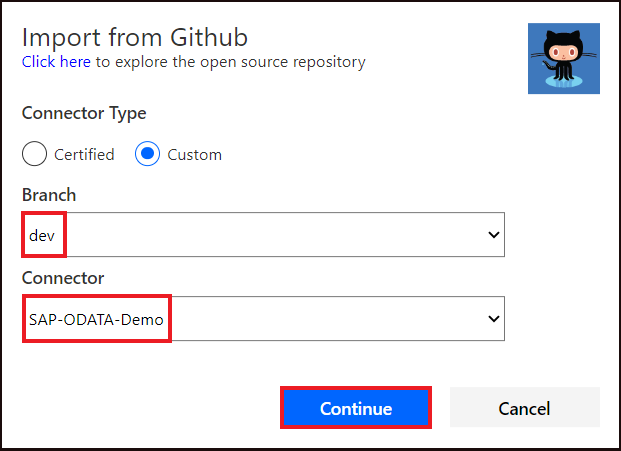 Import from Github
Click here to explore the open source repository
Connector Type
Certified Custom
Branch
dev
Connector
SAP-ODATA-Demo
Continue Cancel